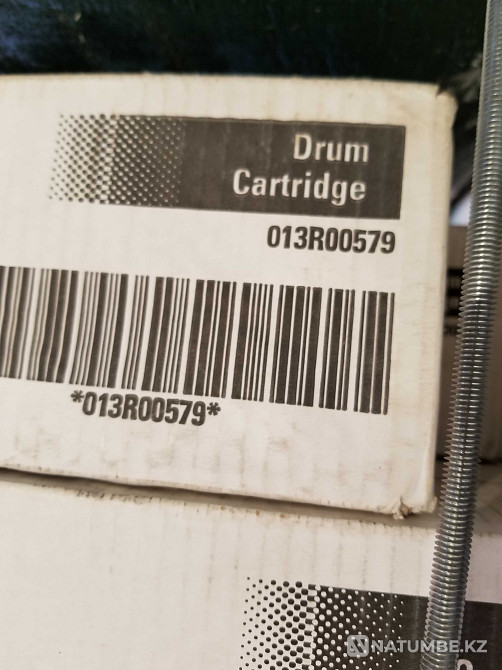 Drum
Cartridge
013R00579
*013R00579*
NATUMBE.KZ